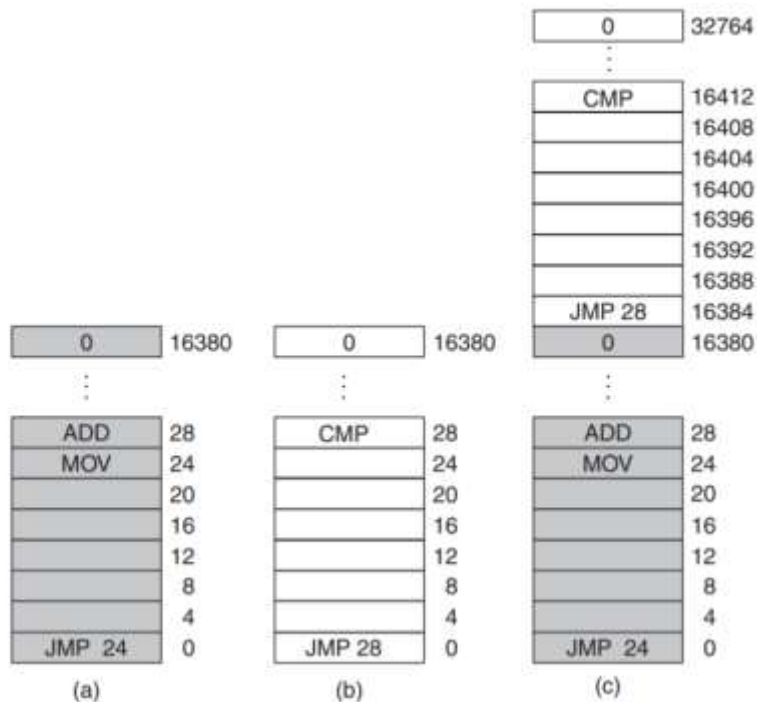 0 32764
CMP 16412
16408
16404
16400
16396
16392
16388
JMP 28 16384
0 16380 0 16380 0 16380
ADD 28 CMP 28 ADD 28
MOV 24 24 MOV 24
20 20 20
16 16 16
12 12 12
8 8 8
4 4 4
JMP 24 0 JMP 28 0 JMP 24 0
(a) (b) (c)